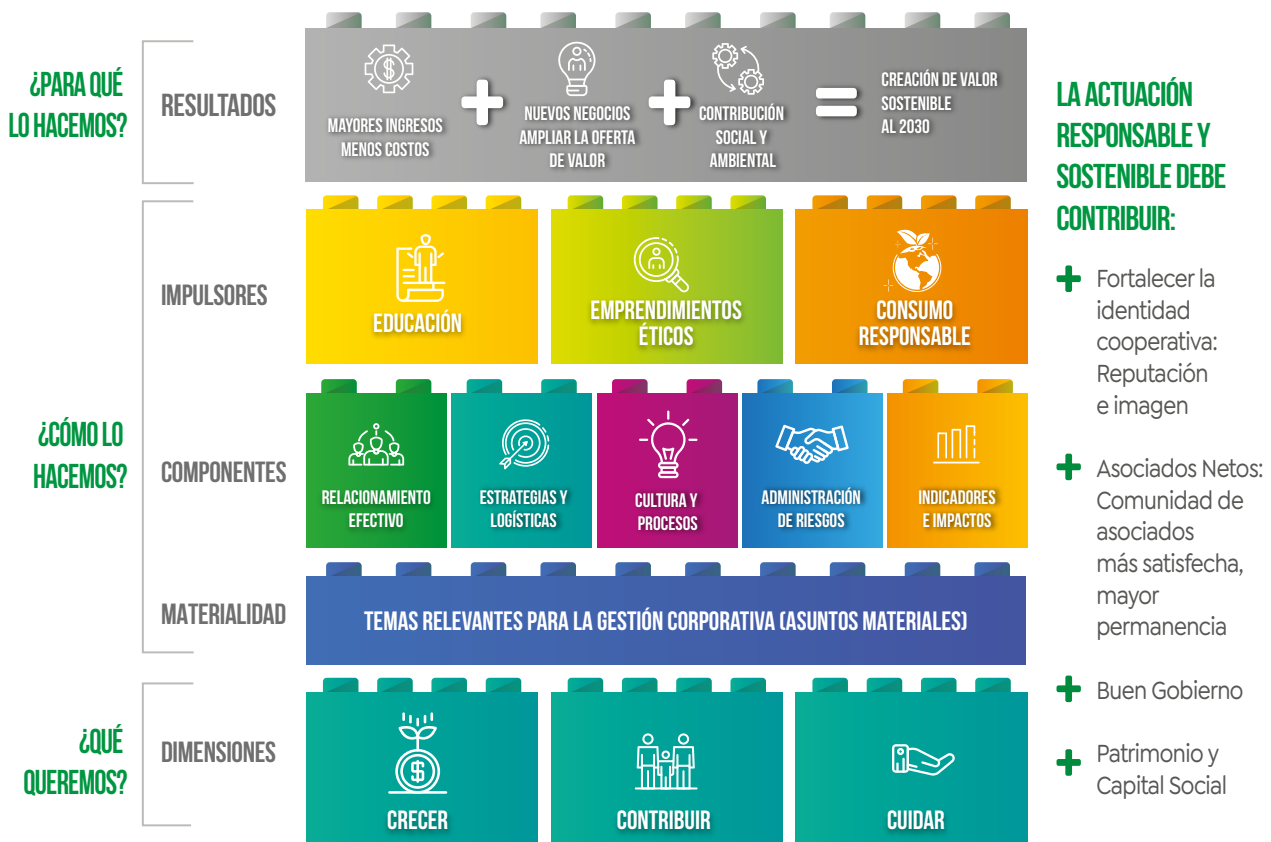 ¿PARA QUÉ
LO HACEMOS?
RESULTADOS
MAYORES INGRESOS
MENOS COSTOS
+
NUEVOS NEGOCIOS
AMPLIAR LA OFERTA
DE VALOR
+
CONTRIBUCIÓN
SOCIAL Y
AMBIENTAL
=
CREACIÓN DE VALOR
SOSTENIBLE
AL 2030
¿CÓMO LO
HACEMOS?
IMPULSORES
EDUCACIÓN
EMPRENDIMIENTOS
ÉTICOS
CONSUMO
RESPONSABLE
COMPONENTES
RELACIONAMIENTO
EFECTIVO
ESTRATEGIAS Y
LOGÍSTICAS
CULTURA Y
PROCESOS
ADMINISTRACIÓN
DE RIESGOS
INDICADORES
E IMPACTOS
MATERIALIDAD
TEMAS RELEVANTES PARA LA GESTIÓN CORPORATIVA (ASUNTOS MATERIALES)
¿QUÉ
QUEREMOS?
DIMENSIONES
CRECER
CONTRIBUIR
CUIDAR
LA ACTUACIÓN
RESPONSABLE Y
SOSTENIBLE DEBE
CONTRIBUIR:
+ Fortalecer la
identidad
cooperativa:
Reputación
e imagen
+ Asociados Netos:
Comunidad de
asociados
más satisfecha,
mayor
permanencia
+ Buen Gobierno
+ Patrimonio y
Capital Social